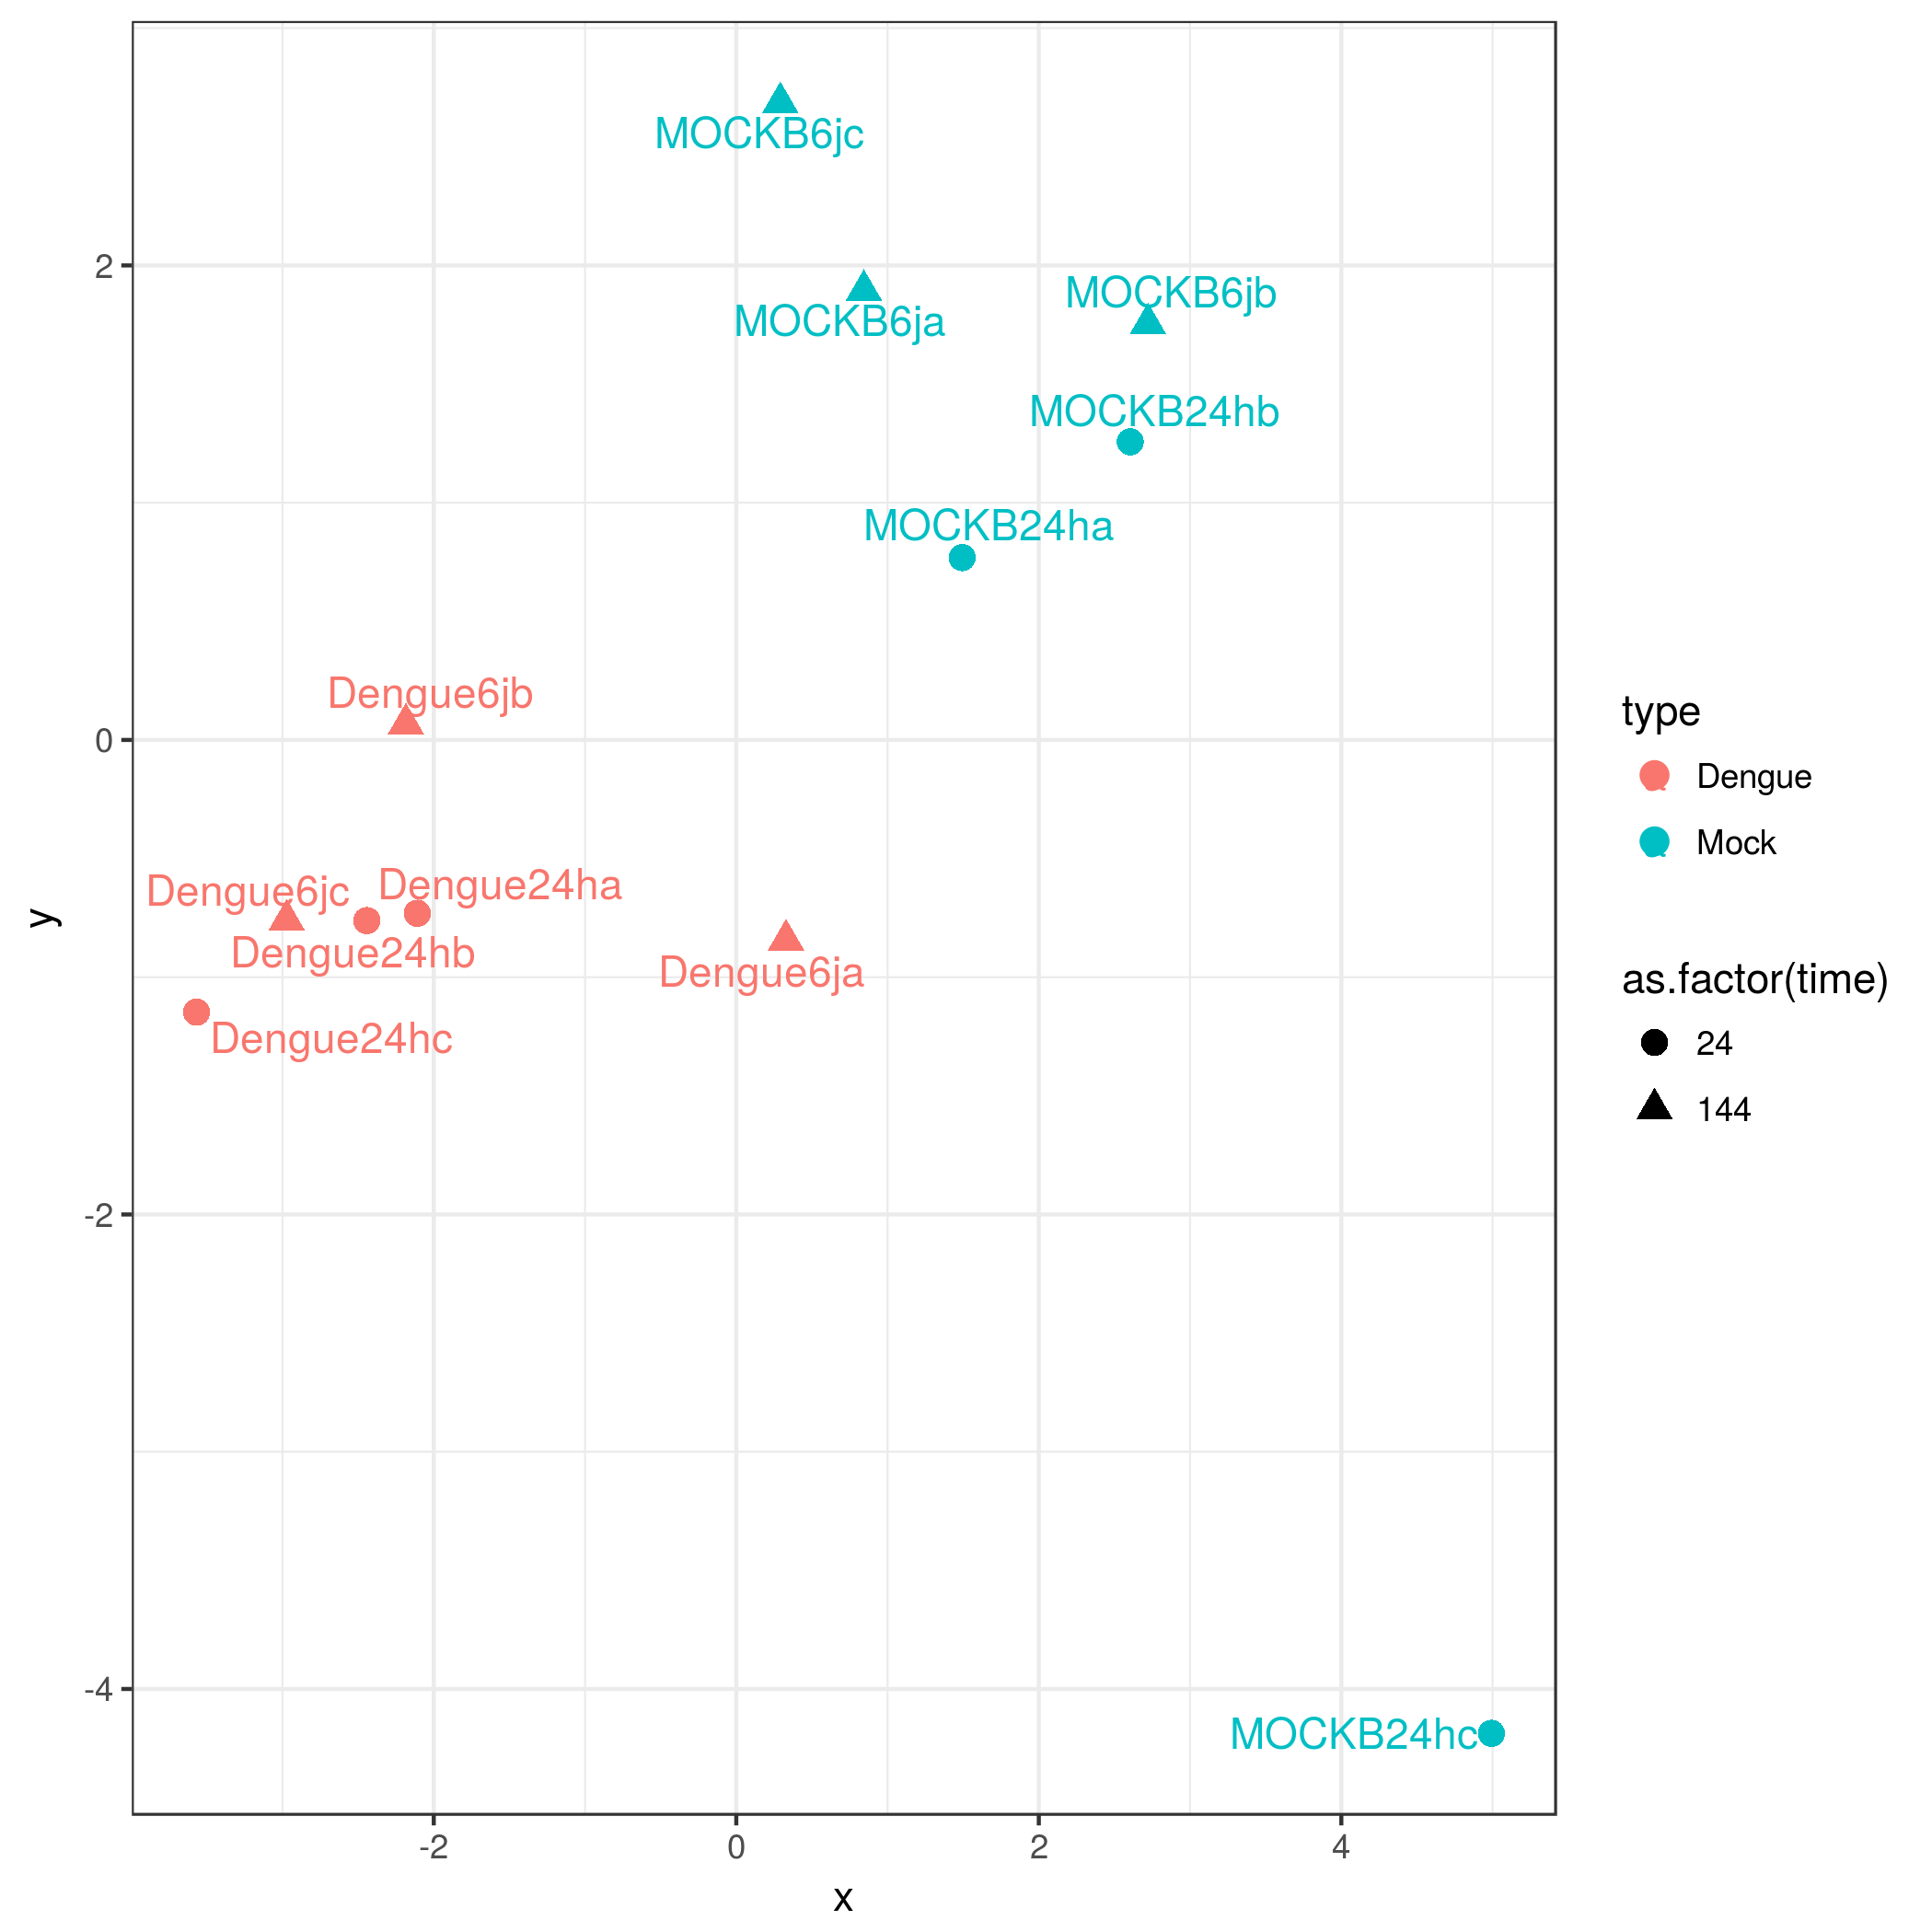 MOCKB6jc
2
MOCKB6jb
MOCKB6ja
MOCKB24hb
MOCKB24ha
Dengue6jb
0
Dengue6jc
Dengue24ha
Dengue24hb
Dengue6ja
Dengue24hc
-2
-4
MOCKB24hc
-2
0
2
4
x
y
type
Dengue
Mock
as.factor(time)
24
144